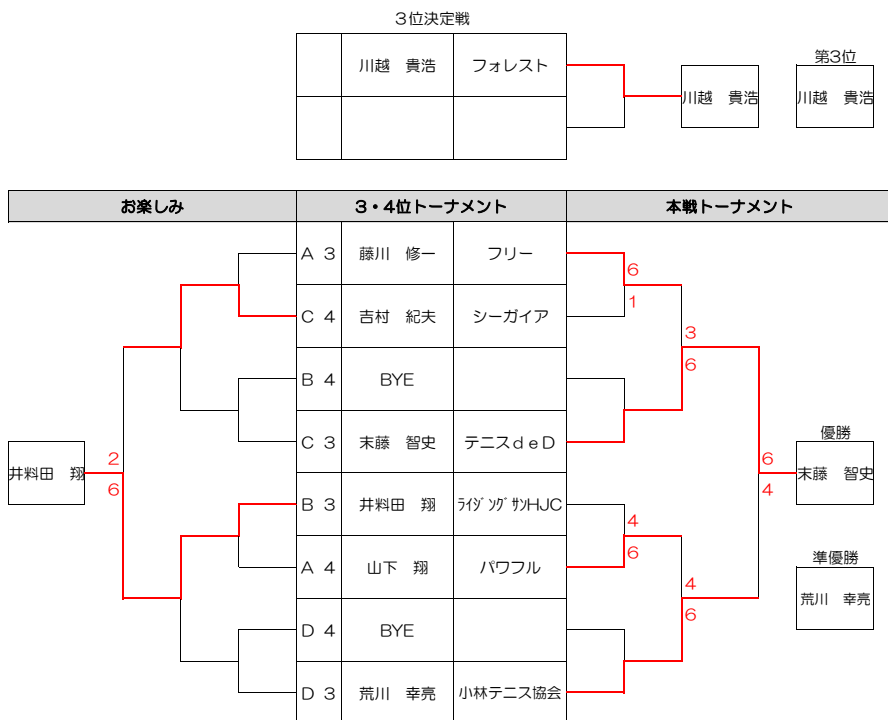 3位決定戦
川越　貴浩 フォレスト
川越　貴浩
第3位
川越　貴浩
お楽しみ 3・4位トーナメント 本戦トーナメント
A 3 藤川　修一 フリー
6
1
C 4 吉村　紀夫 シーガイア
3
6
B 4 BYE
C 3 末藤　智史 テニスｄｅＤ
井料田　翔
2
6
6
4
優勝
末藤　智史
B 3 井料田　翔 ﾗｲｼﾞﾝｸﾞｻﾝHJC
4
6
A 4 山下　翔 パワフル
4
6
準優勝
荒川　幸亮
D 4 BYE
D 3 荒川　幸亮 小林テニス協会